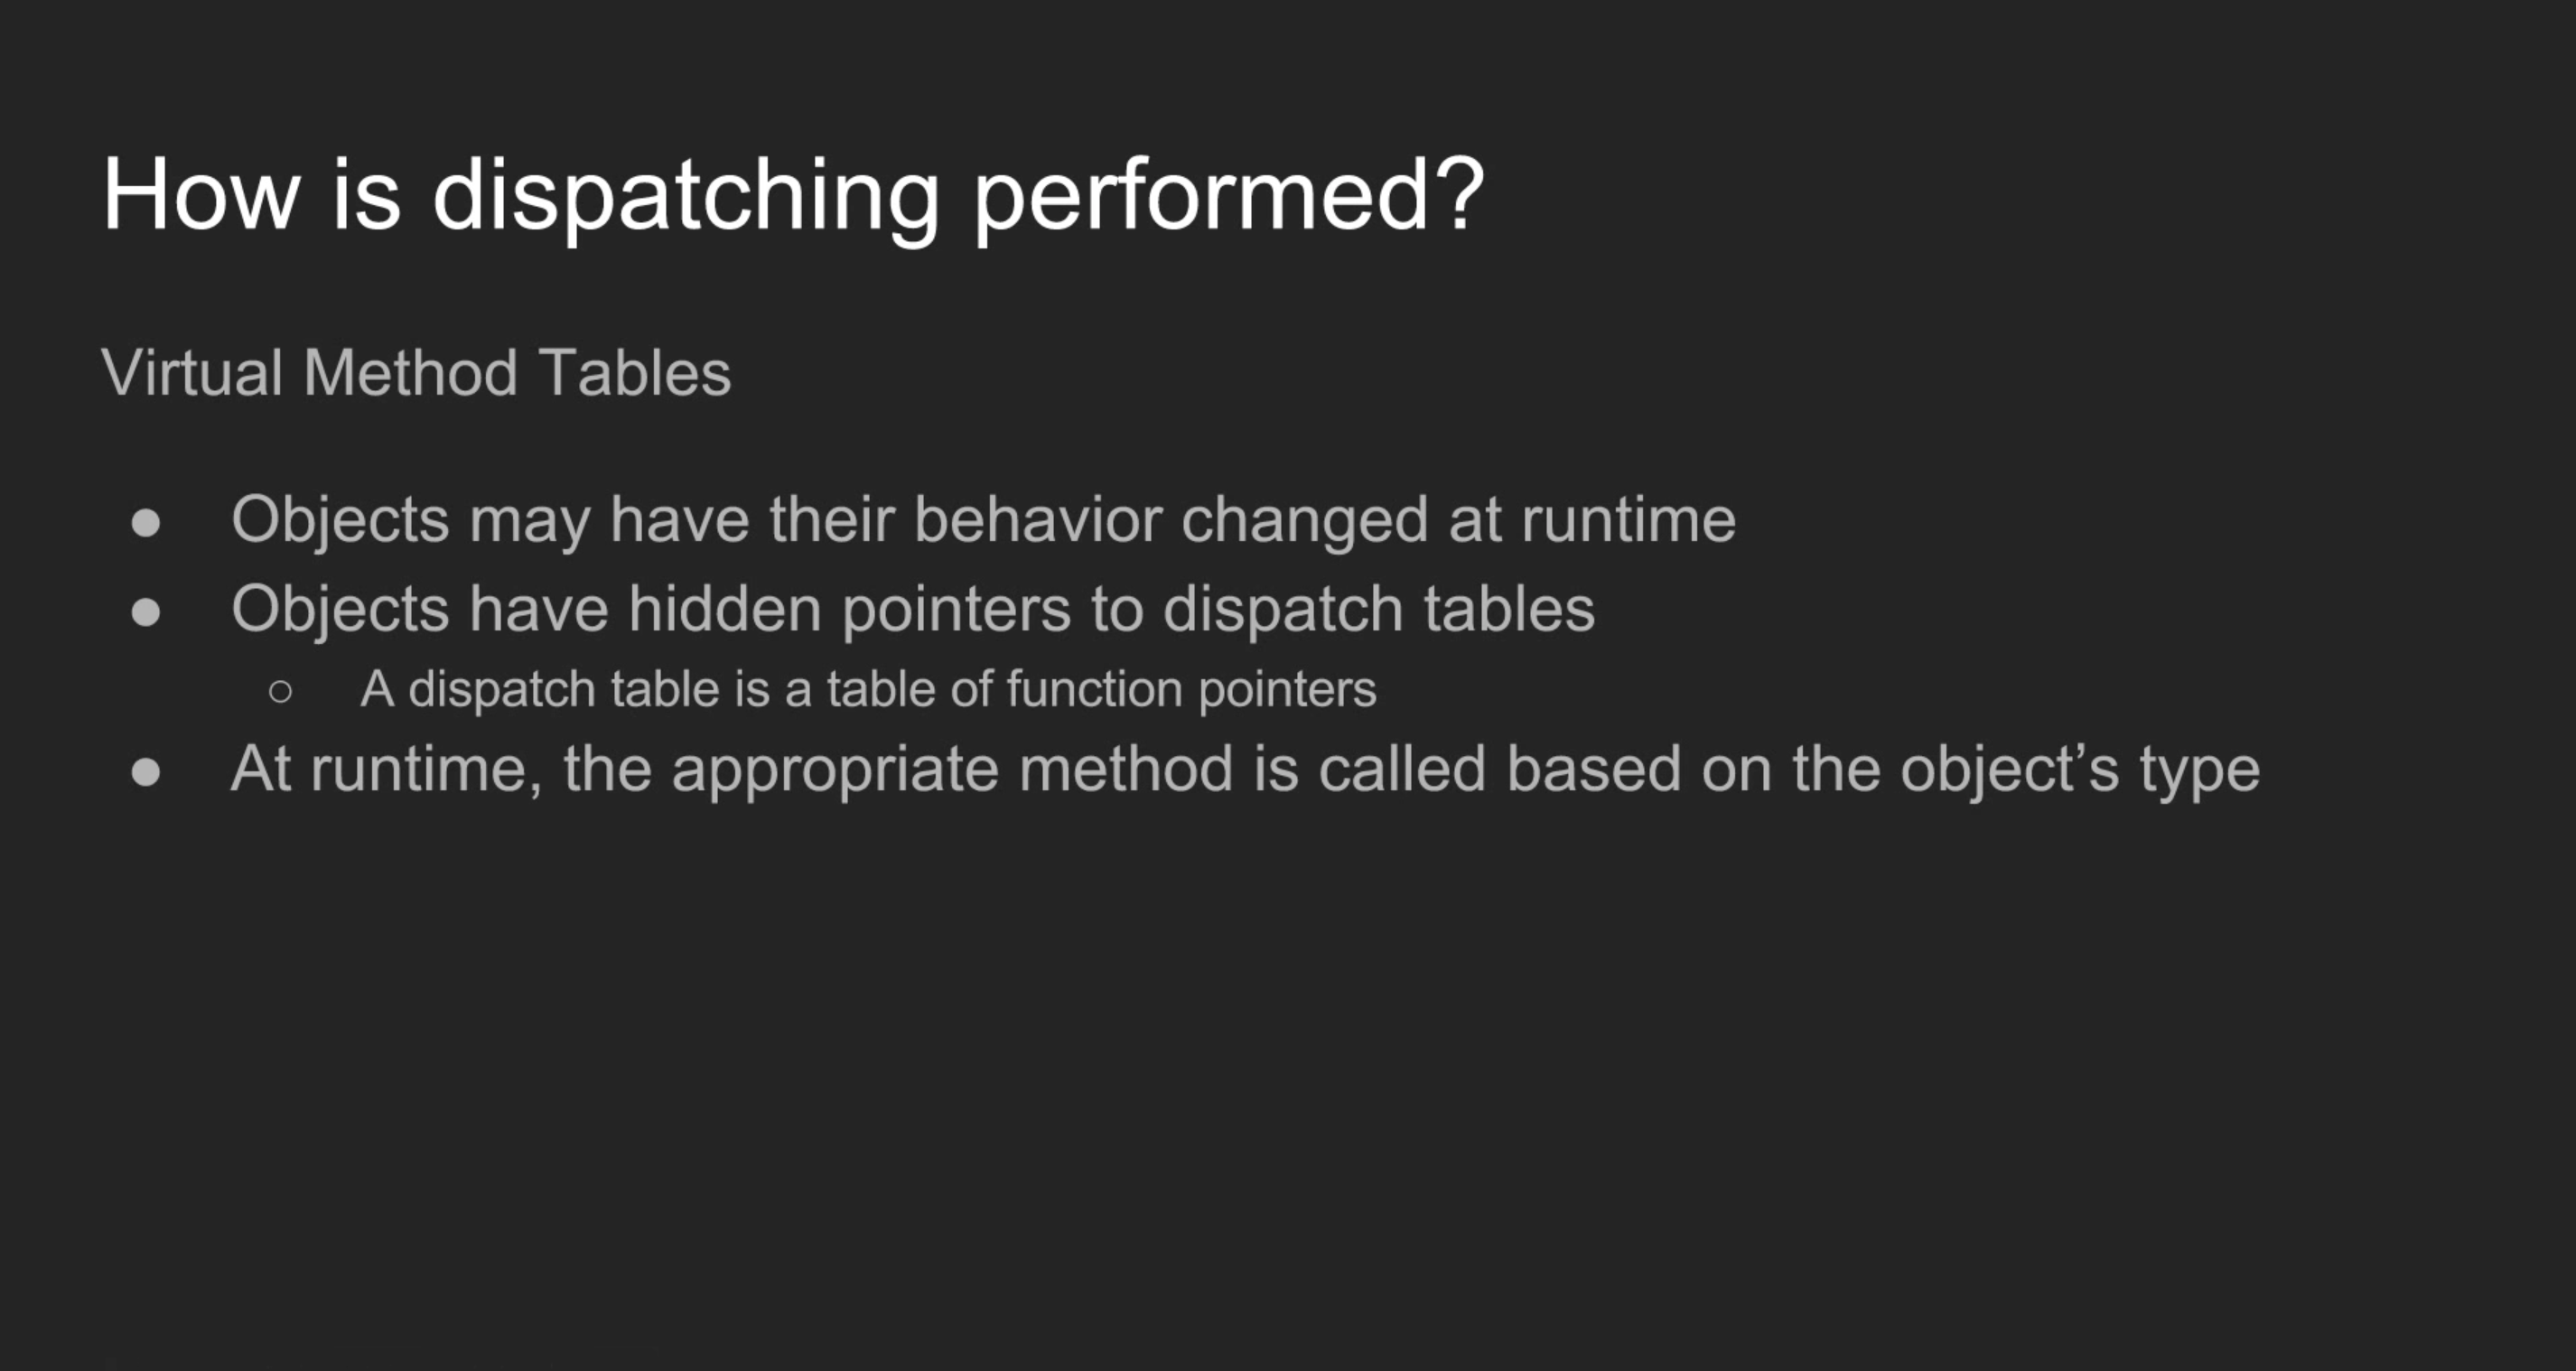 How is dispatching performed?
Virtual Method Tables
● Objects may have their behavior changed at runtime
● Objects have hidden pointers to dispatch tables
○ A dispatch table is a table of function pointers
● At runtime, the appropriate method is called based on the object’s type